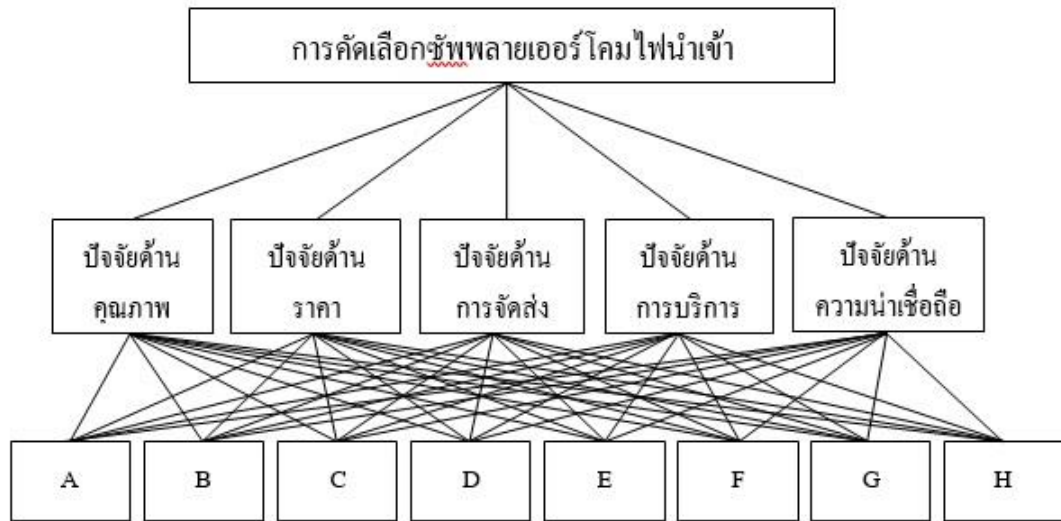 การคัดเลือกซัพพลายเออร์โคมไฟนำเข้า
ปัจจัยด้าน
คุณภาพ
ปัจจัยด้าน
ราคา
ปัจจัยด้าน
การจัดส่ง
ปัจจัยด้าน
การบริการ
ปัจจัยด้าน
ความน่าเชื่อถือ
A
B
C
D
E
F
G
H